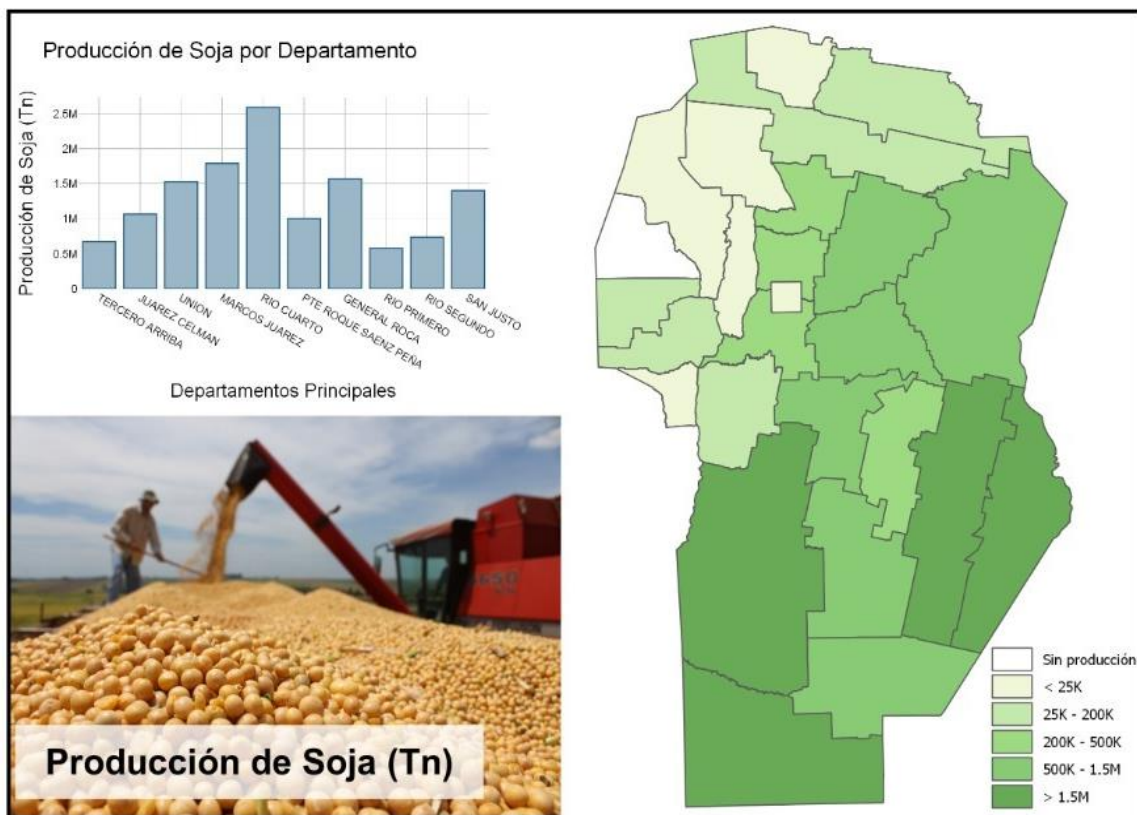 Producción de Soja por Departamento
Producción de Soja (Tn)
2.5M
2M
1.5M
1M
0.5M
0
TERCERO ARRIBA
JUAREZ CELMAN
UNION
MARCOS JUAREZ
RIO CUARTO
PTE ROQUE SAENZ PEÑA
GENERAL ROCA
RIO PRIMERO
RIO SEGUNDO
SAN JUSTO
Departamentos Principales
Producción de Soja (Tn)
Sin producción
< 25K
25K - 200K
200K - 500K
500K - 1.5M
> 1.5M